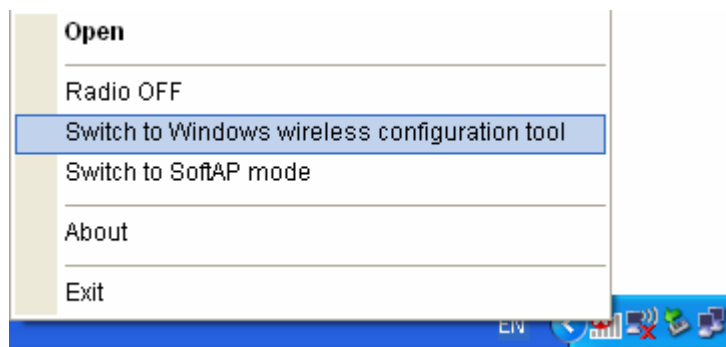 Open
Radio OFF
Switch to Windows wireless configuration tool
Switch to SoftAP mode
About
Exit
EN